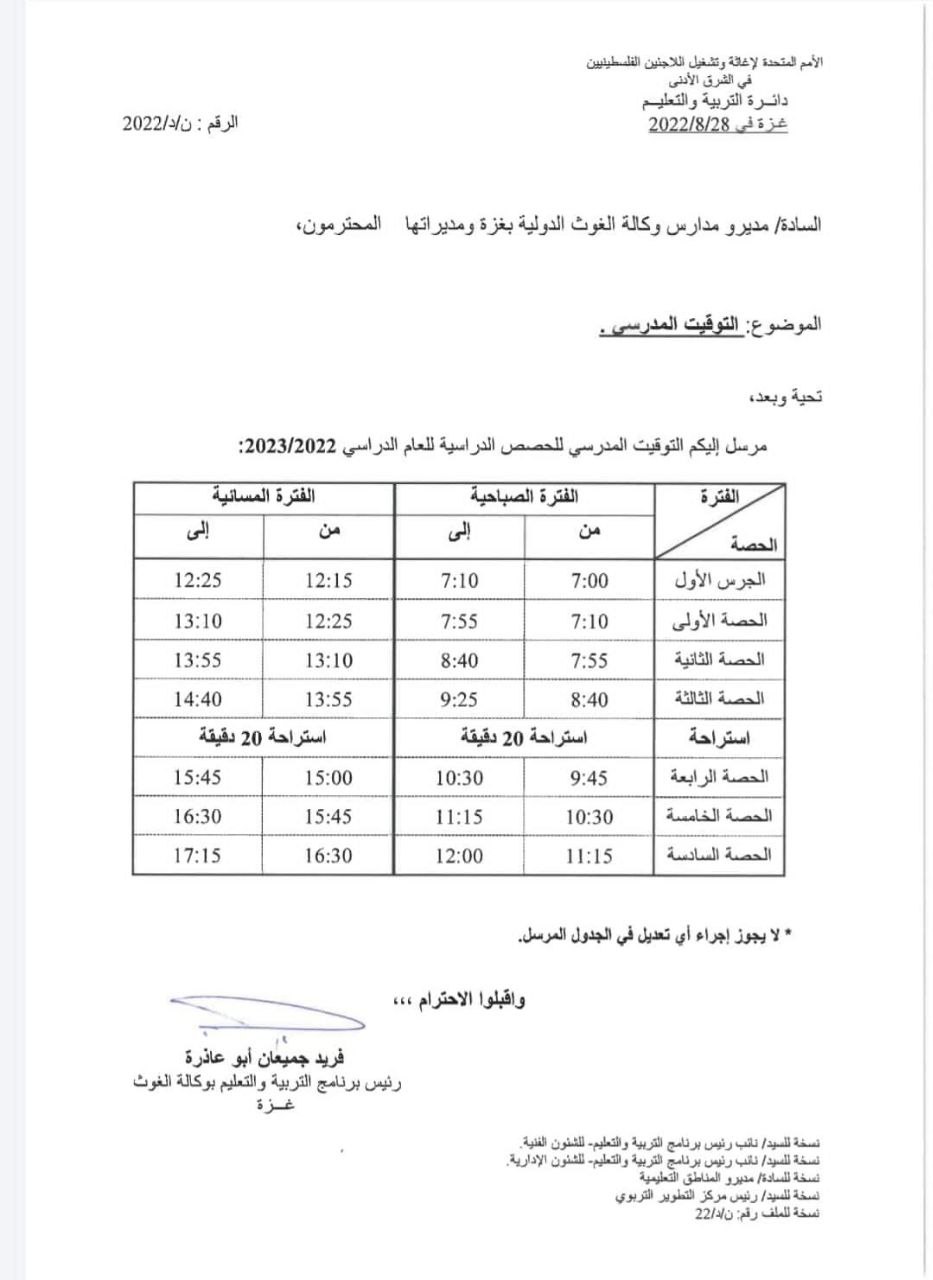 الأمم المتحدة لإغاثة وتشغيل اللاجئين الفلسطينيين
في الشرق الأدنى
دائـرة التربية والتعليـم
غـزة في 2022/8/28
الرقم : ن/د/2022
السادة/ مديرو مدارس وكالة الغوث الدولية بغزة ومديراتها المحترمون،
الموضوع: التوقيت المدرسي .
تحية وبعد،
مرسل إليكم التوقيت المدرسي للحصص الدراسية للعام الدراسي 2023/2022:
الفترة الفترة الصباحية الفترة المسائية
الحصة من إلى من إلى
الجرس الأول 7:00 7:10 12:15 12:25
الحصة الأولى 7:10 7:55 12:25 13:10
الحصة الثانية 7:55 8:40 13:10 13:55
الحصة الثالثة 8:40 9:25 13:55 14:40
استراحة استراحة 20 دقيقة استراحة 20 دقيقة
الحصة الرابعة 9:45 10:30 15:00 15:45
الحصة الخامسة 10:30 11:15 15:45 16:30
الحصة السادسة 11:15 12:00 16:30 17:15
* لا يجوز إجراء أي تعديل في الجدول المرسل.
واقبلوا الاحترام ،،،
فريد جميعان أبو عاذرة
رئيس برنامج التربية والتعليم بوكالة الغوث
غـــزة
نسخة للسيد/ نائب رئيس برنامج التربية والتعليم- للشئون الفنية.
نسخة للسيد/ نائب رئيس برنامج التربية والتعليم- للشئون الإدارية.
نسخة للسادة/ مديرو المناطق التعليمية
نسخة للسيد/ رئيس مركز التطوير التربوي
نسخة للملف رقم: ن/د/22